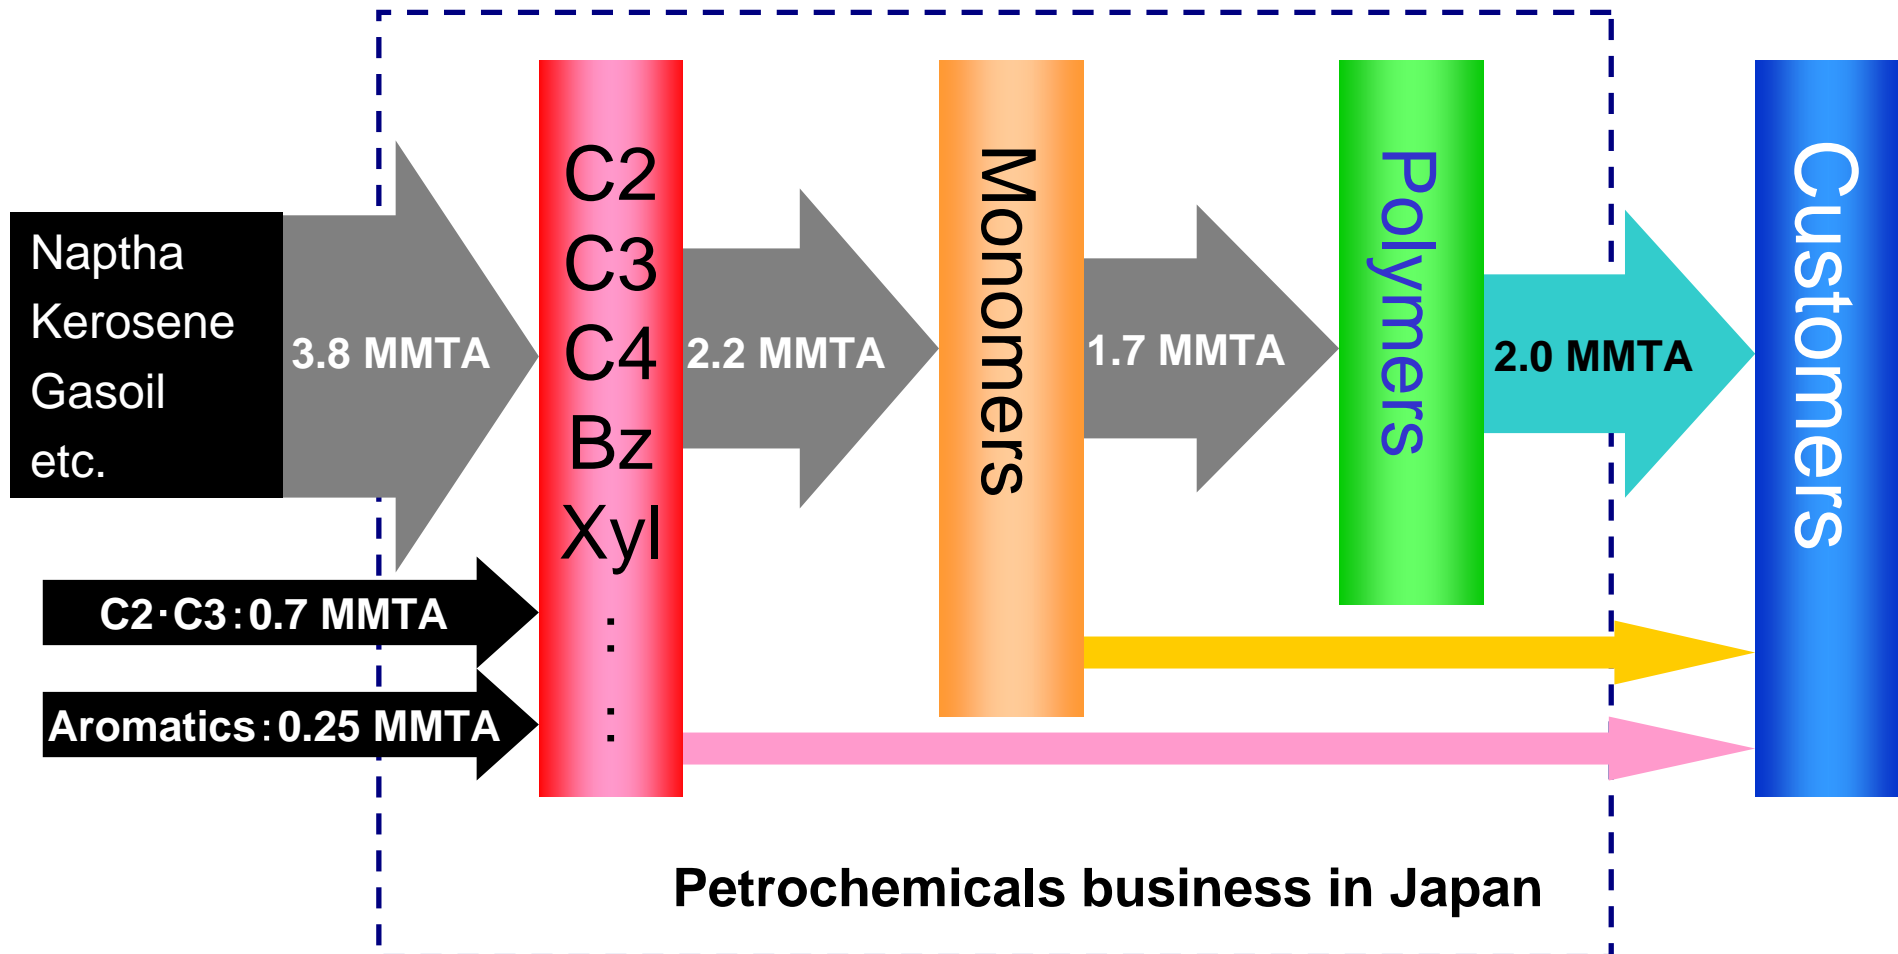 Naptha
Kerosene
Gasoil
etc.
3.8 MMTA
C2･C3：0.7 MMTA
Aromatics：0.25 MMTA
C2
C3
C4
Bz
Xyl
:
:
2.2 MMTA
Monomers
1.7 MMTA
Polymers
2.0 MMTA
Customers
Petrochemicals business in Japan